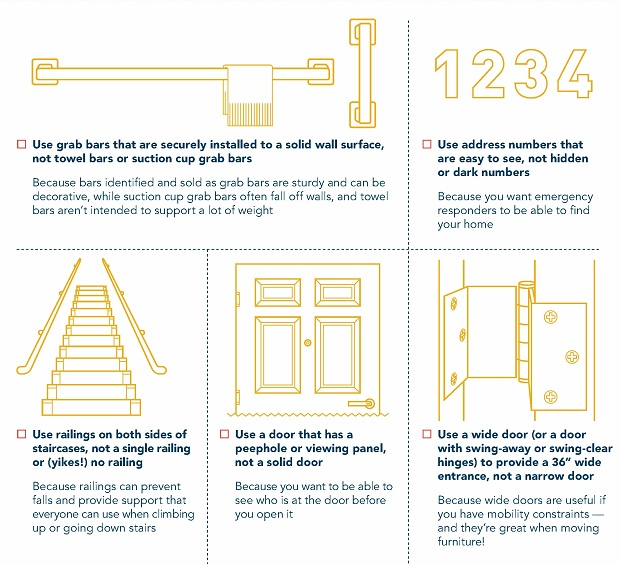 1234
Use grab bars that are securely installed to a solid wall surface,
not towel bars or suction cup grab bars
Because bars identified and sold as grab bars are sturdy and can be
decorative, while suction cup grab bars often fall off walls, and towel
bars aren't intended to support a lot of weight
Use address numbers that
are easy to see, not hidden
or dark numbers
Because you want emergency
responders to be able to find
your home
Use railings on both sides of
staircases, not a single railing
or (yikes!) no railing
Because railings can prevent
falls and provide support that
everyone can use when climbing
up or going down stairs
Use a door that has a
peephole or viewing panel,
not a solid door
Because you want to be able to
see who is at the door before
you open it
Use a wide door (or a door
with swing-away or swing-clear
hinges) to provide a 36” wide
entrance, not a narrow door
Because wide doors are useful if
you have mobility constraints —
and they're great when moving
furniture!